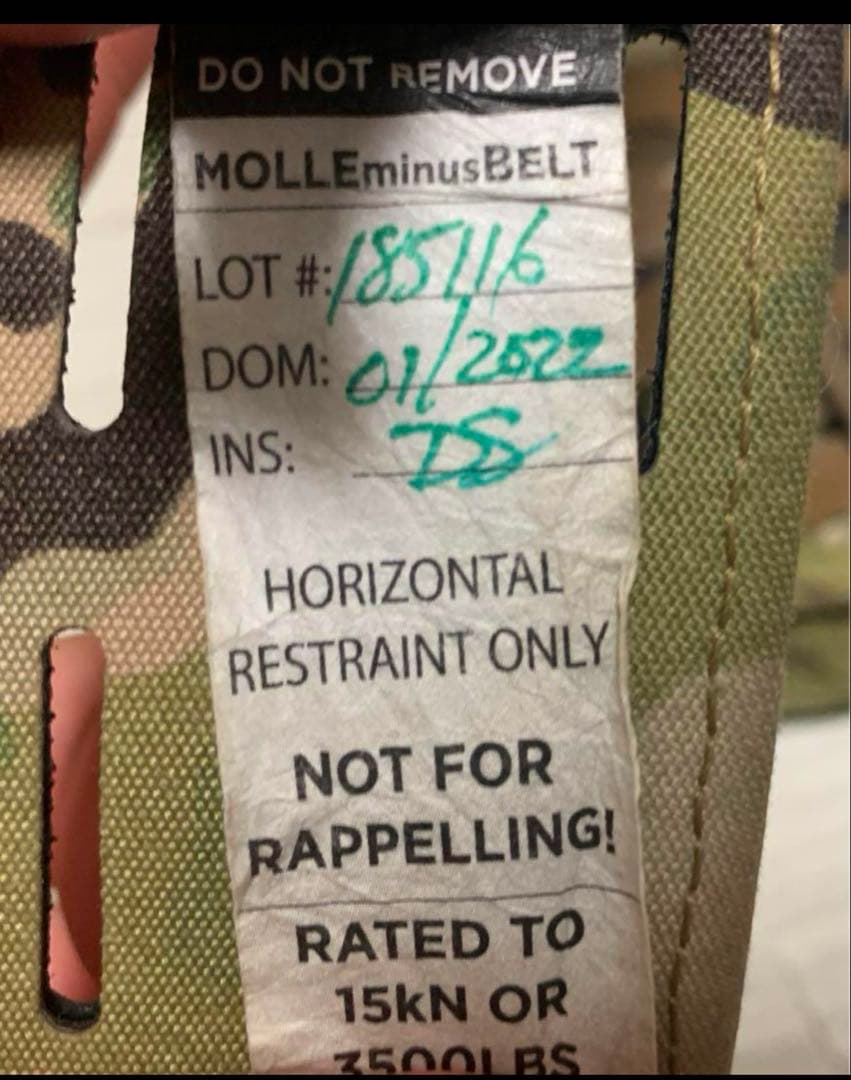 DO NOT REMOVE
MOLLEminusBELT
LOT #: 185116
DOM: 01/2022
INS: DS
HORIZONTAL
RESTRAINT ONLY
NOT FOR
RAPPELLING!
RATED TO
15kN OR
3500LBS